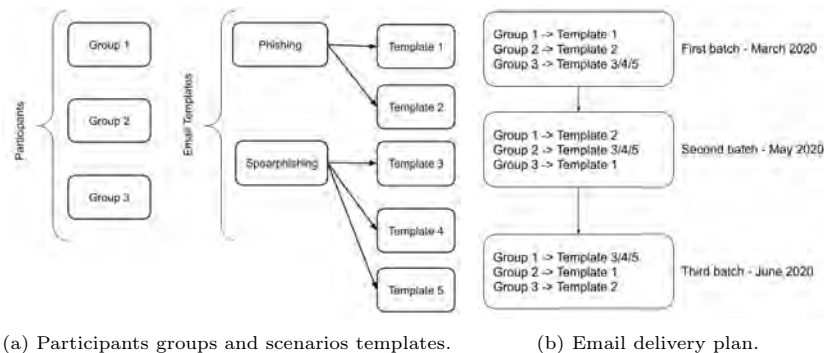 Participants
Group 1
Group 2
Group 3
Email Templates
Phishing
Spearphishing
Template 1
Template 2
Template 3
Template 4
Template 5
(a) Participants groups and scenarios templates.
Group 1 -> Template 1
Group 2 -> Template 2
Group 3 -> Template 3/4/5
First batch - March 2020
Group 1 -> Template 2
Group 2 -> Template 3/4/5
Group 3 -> Template 1
Second batch - May 2020
Group 1 -> Template 3/4/5
Group 2 -> Template 1
Group 3 -> Template 2
Third batch - June 2020
(b) Email delivery plan.